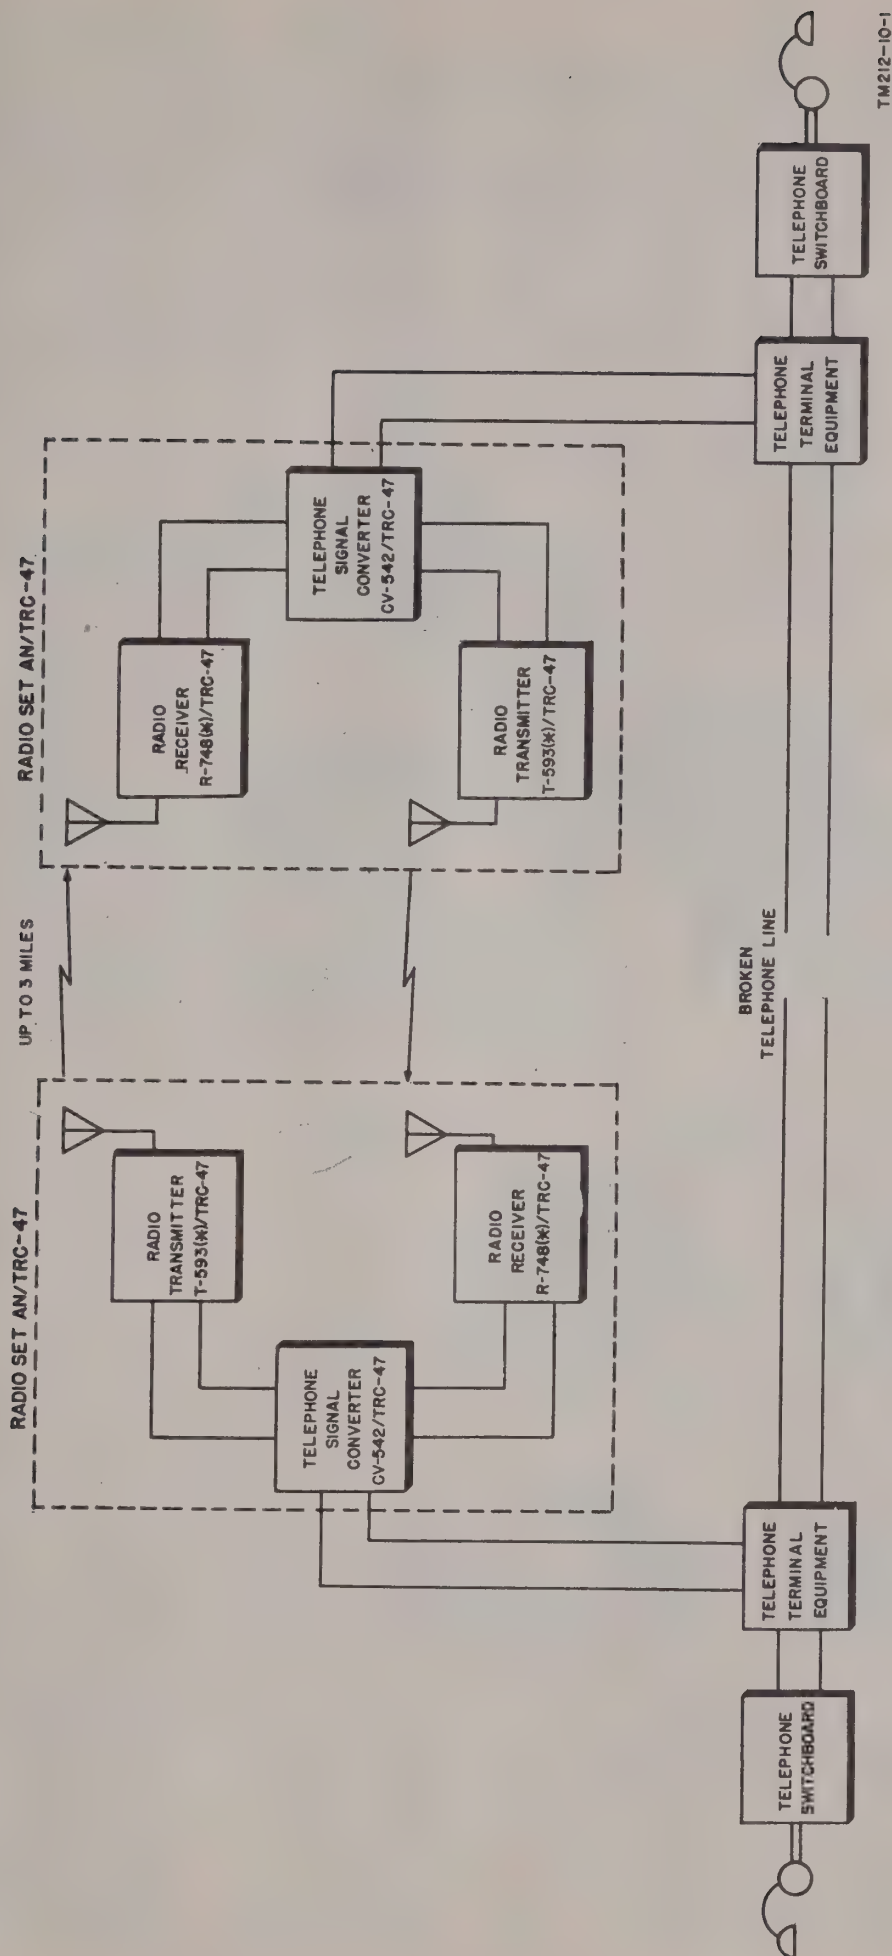 RADIO SET AN/TRC-47
UP TO 3 MILES
RADIO SET AN/TRC-47
RADIO
TRANSMITTER
T-593(*)/TRC-47
RADIO
RECEIVER
R-748(*)/TRC-47
TELEPHONE
SIGNAL
CONVERTER
CV-542/TRC-47
TELEPHONE
SIGNAL
CONVERTER
CV-542/TRC-47
RADIO
RECEIVER
R-748(*)/TRC-47
RADIO
TRANSMITTER
T-593(*)/TRC-47
BROKEN
TELEPHONE LINE
TELEPHONE
SWITCHBOARD
TELEPHONE
TERMINAL
EQUIPMENT
TELEPHONE
TERMINAL
EQUIPMENT
TELEPHONE
SWITCHBOARD
TM212-10-1